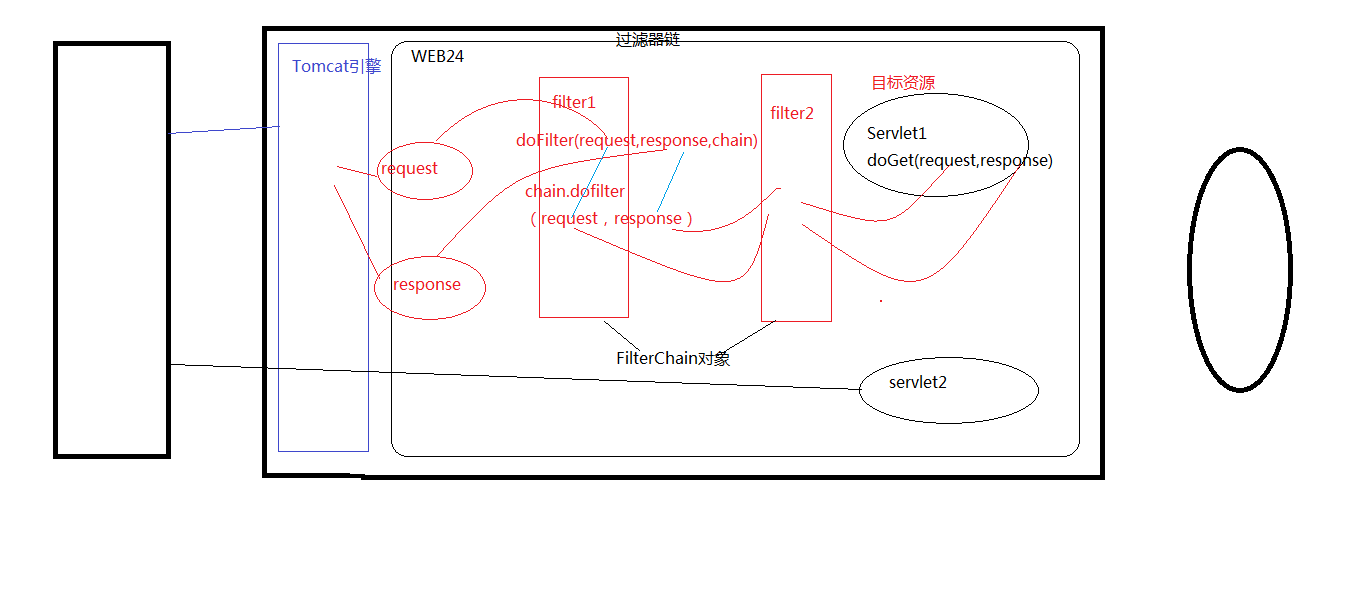 过滤器链
Tomcat引擎
WEB24
filter1
filter2
目标资源
Servlet1
doGet(request,response)
doFilter(request,response,chain)
request
chain.dofilter
（request，response）
response
FilterChain对象
servlet2